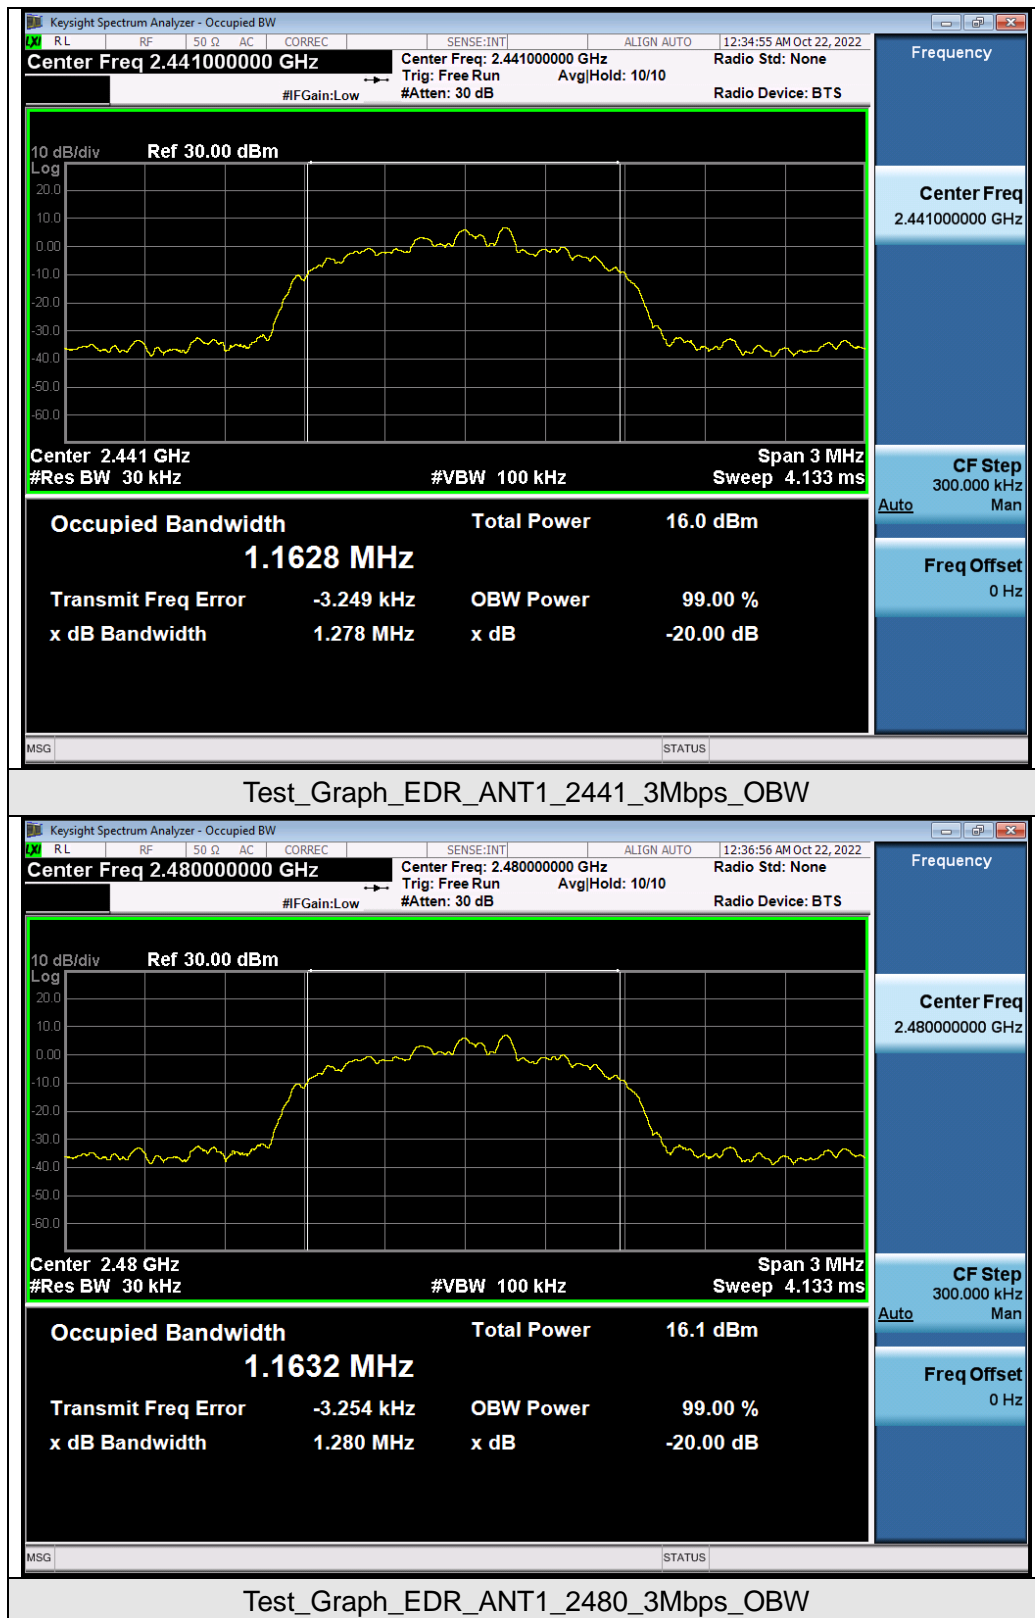 Keysight Spectrum Analyzer - Occupied BW
LXI RL RF 50 Ω AC CORREC SENSE:INT ALIGN AUTO 12:34:55 AM Oct 22, 2022
Center Freq 2.441000000 GHz
Center Freq: 2.441000000 GHz
Radio Std: None
Trig: Free Run Avg|Hold: 10/10
#IFGain:Low
#Atten: 30 dB
Radio Device: BTS
Frequency
10 dB/div Ref 30.00 dBm
Log
20.0
10.0
0.00
-10.0
-20.0
-30.0
-40.0
-50.0
-60.0
Center Freq
2.441000000 GHz
Center 2.441 GHz
Span 3 MHz
#Res BW 30 kHz
#VBW 100 kHz
Sweep 4.133 ms
CF Step
300.000 kHz
Auto Man
Freq Offset
0 Hz
Occupied Bandwidth
1.1628 MHz
Total Power 16.0 dBm
Transmit Freq Error -3.249 kHz
OBW Power 99.00 %
x dB Bandwidth 1.278 MHz
x dB -20.00 dB
MSG STATUS
Test_Graph_EDR_ANT1_2441_3Mbps_OBW
Keysight Spectrum Analyzer - Occupied BW
LXI RL RF 50 Ω AC CORREC SENSE:INT ALIGN AUTO 12:36:56 AM Oct 22, 2022
Center Freq 2.480000000 GHz
Center Freq: 2.480000000 GHz
Radio Std: None
Trig: Free Run Avg|Hold: 10/10
#IFGain:Low
#Atten: 30 dB
Radio Device: BTS
Frequency
10 dB/div Ref 30.00 dBm
Log
20.0
10.0
0.00
-10.0
-20.0
-30.0
-40.0
-50.0
-60.0
Center Freq
2.480000000 GHz
Center 2.48 GHz
Span 3 MHz
#Res BW 30 kHz
#VBW 100 kHz
Sweep 4.133 ms
CF Step
300.000 kHz
Auto Man
Freq Offset
0 Hz
Occupied Bandwidth
1.1632 MHz
Total Power 16.1 dBm
Transmit Freq Error -3.254 kHz
OBW Power 99.00 %
x dB Bandwidth 1.280 MHz
x dB -20.00 dB
MSG STATUS
Test_Graph_EDR_ANT1_2480_3Mbps_OBW